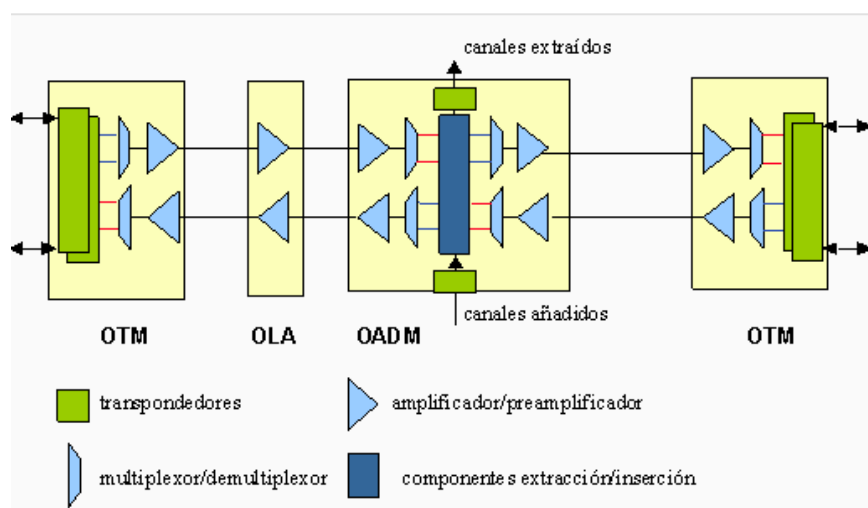 canales extraídos
OTM
OLA
OADM
canales añadidos
OTM
transpondedores
amplificador/preamplificador
multiplexor/demultiplexor
componentes extracción/inserción